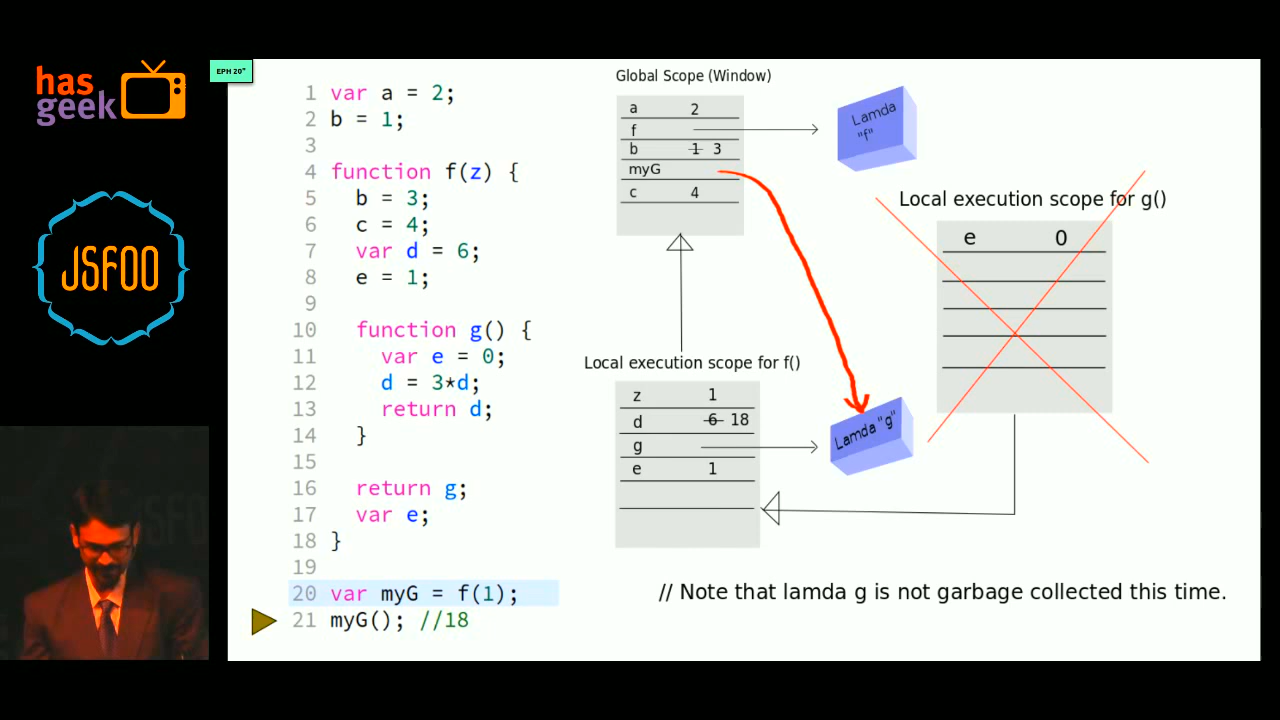 has
geek
JSFOO
EPH 20"
1 var a = 2;
2 b = 1;
3
4 function f(z) {
5 b = 3;
6 c = 4;
7 var d = 6;
8 e = 1;
9
10 function g() {
11 var e = 0;
12 d = 3*d;
13 return d;
14 }
15
16 return g;
17 var e;
18 }
19
20 var myG = f(1);
21 myG(); //18
Global Scope (Window)
a 2
f
b 1 3
myG
c 4
Lamda
"f"
Local execution scope for g()
e 0
Local execution scope for f()
z 1
d 6 18
g
e 1
Lamda "g"
// Note that lamda g is not garbage collected this time.
JSFO